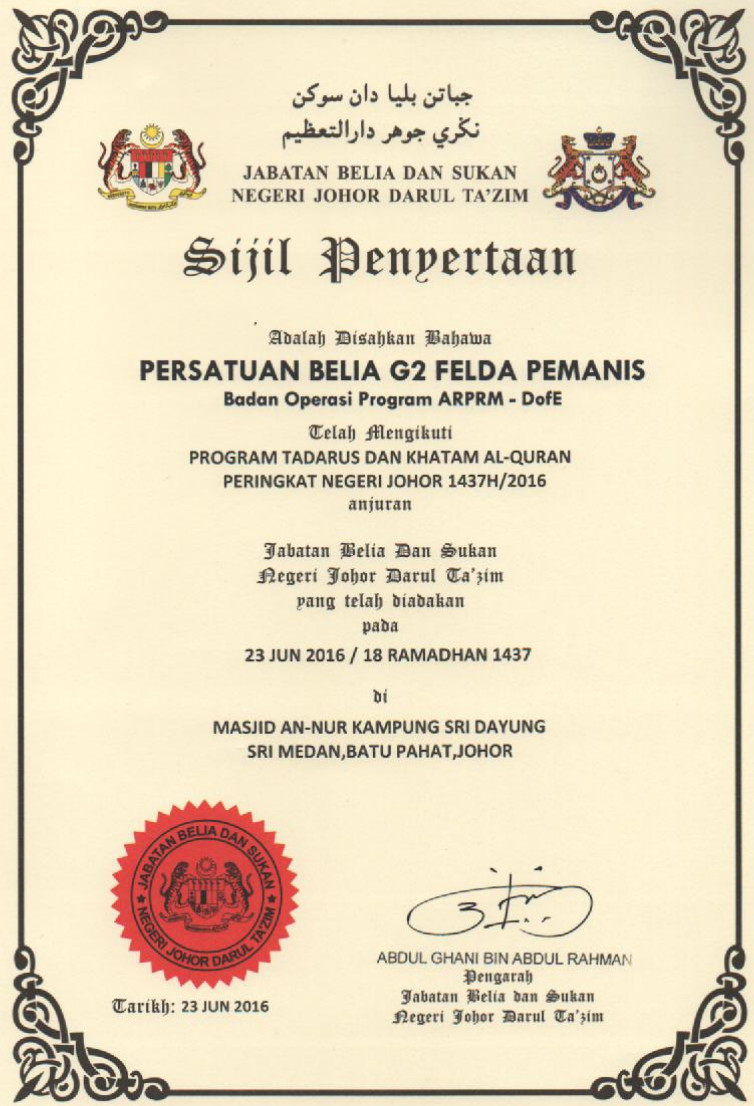 جباتن بليا دان سوكن
نڬري جوهر دارالتعظيم
JABATAN BELIA DAN SUKAN
NEGERI JOHOR DARUL TA'ZIM
Sijil Penyertaan
Adalah Disahkan Bahawa
PERSATUAN BELIA G2 FELDA PEMANIS
Badan Operasi Program ARPRM - DofE
Telah Mengikuti
PROGRAM TADARUS DAN KHATAM AL-QURAN
PERINGKAT NEGERI JOHOR 1437H/2016
anjuran
Jabatan Belia Dan Sukan
Negeri Johor Darul Ta'zim
yang telah diadakan
pada
23 JUN 2016 / 18 RAMADHAN 1437
di
MASJID AN-NUR KAMPUNG SRI DAYUNG
SRI MEDAN,BATU PAHAT,JOHOR
JABATAN BELIA DAN SUKAN
NEGERI JOHOR DARUL TA'ZIM
Tarikh: 23 JUN 2016
ABDUL GHANI BIN ABDUL RAHMAN
Pengarah
Jabatan Belia dan Sukan
Negeri Johor Darul Ta'zim